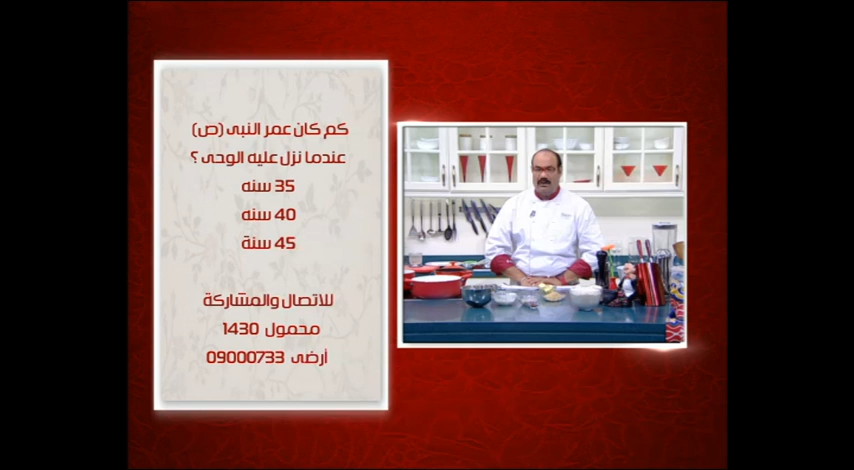 كم كان عمر النبى (ص)
عندما نزل عليه الوحى ؟
35 سنه
40 سنه
45 سنة
للاتصال والمشاركة
محمول 1430
أرضى 09000733